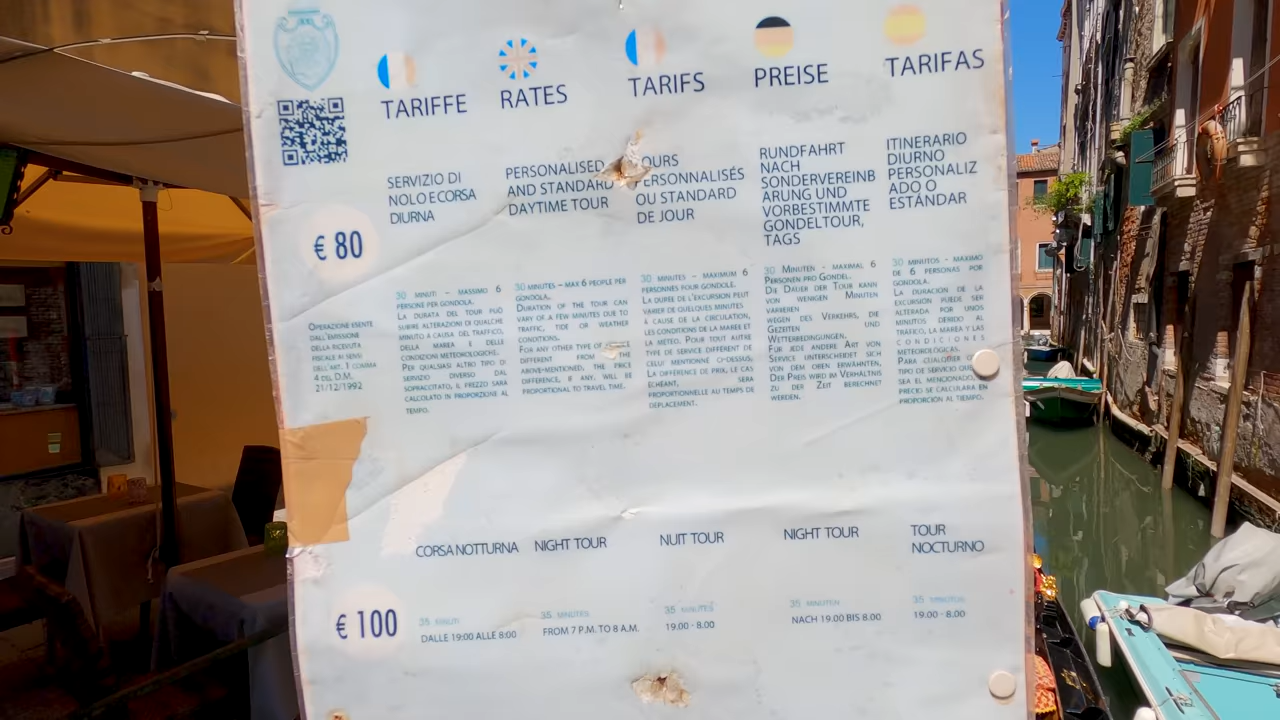 TARIFFE
RATES
TARIFS
PREISE
TARIFAS
€ 80
SERVIZIO DI
NOLO E CORSA
DIURNA
PERSONALISED
AND STANDARD
DAYTIME TOUR
OURS
PERSONNALISÉS
OU STANDARD
DE JOUR
RUNDFAHRT
NACH
SONDERVEREINB
ARUNG UND
VORBESTIMMTE
GONDELTOUR,
TAGS
ITINERARIO
DIURNO
PERSONALIZ
ADO O
ESTÁNDAR
OPERAZIONE ESENTE
DALL'EMISSIONE
DELLA RICEVUTA
FISCALE AI SENSI
DELL'ART. 1 COMMA
4 DEL D.M.
21/12/1992
30 MINUTI – MASSIMO 6
PERSONE PER GONDOLA.
LA DURATA DEL TOUR PUÒ
SUBIRE ALTERAZIONI DI QUALCHE
MINUTO A CAUSA DEL TRAFFICO,
DELLA MAREA E DELLE
CONDIZIONI METEOROLOGICHE.
PER QUALSIASI ALTRO TIPO DI
SERVIZIO DIVERSO DAL
SOPRACCITATO, IL PREZZO SARÀ
CALCOLATO IN PROPORZIONE AL
TEMPO.
30 MINUTES – MAX 6 PEOPLE PER
GONDOLA.
DURATION OF THE TOUR CAN
VARY OF A FEW MINUTES DUE TO
TRAFFIC, TIDE OR WEATHER
CONDITIONS.
FOR ANY OTHER TYPE OF THE
DIFFERENT FROM THE
ABOVE-MENTIONED, THE PRICE
DIFFERENCE, IF ANY, WILL BE
PROPORTIONAL TO TRAVEL TIME.
30 MINUTES – MAXIMUM 6
PERSONNES POUR GONDOLE.
LA DURÉE DE L'EXCURSION PEUT
VARIER DE QUELQUES MINUTES
À CAUSE DE LA CIRCULATION,
LES CONDITIONS DE LA MAREE ET
LA MÉTEO. POUR TOUT AUTRE
TYPE DE SERVICE DIFFÉRENT DE
CELUI MENTIONNÉ CI-DESSUS,
LA DIFFÉRENCE DE PRIX, LE CAS
ÉCHÉANT, SERA
PROPORTIONNELLE AU TEMPS DE
DEPLACEMENT.
30 MINUTEN - MAXIMAL 6
PERSONEN PRO GONDEL.
DIE DAUER DER TOUR KANN
VON WENIGEN MINUTEN
VARIIEREN
WEGEN DES VERKEHRS, DIE
GEZEITEN UND
WETTERBEDINGUNGEN.
FÜR JEDE ANDERE ART VON
SERVICE UNTERSCHEIDET SICH
VON DEM OBEN ERWÄHNTEN,
DER PREIS WIRD IM VERHÄLTNIS
ZU DER ZEIT BERECHNET
WERDEN.
30 MINUTOS - MAXIMO
DE 6 PERSONAS POR
GÓNDOLA.
LA DURACION DE LA
EXCURSIÓN PUEDE SER
ALTERADA POR UNOS
MINUTOS DEBIDO AL
TRÁFICO, LA MAREA Y LAS
CONDICIONES
METEOROLÓGICAS.
PARA CUALQUIER OTRO
TIPO DE SERVICIO QUE
SEA EL MENCIONADO,
PRECIO SE CALCULARÁ EN
PROPORCIÓN AL TIEMPO.
CORSA NOTTURNA
NIGHT TOUR
NUIT TOUR
NIGHT TOUR
TOUR
NOCTURNO
€ 100
35 MINUTI
DALLE 19:00 ALLE 8:00
35 MINUTES
FROM 7 P.M. TO 8 A.M.
35 MINUTES
19.00 - 8.00
35 MINUTEN
NACH 19.00 BIS 8.00
35 MINUTOS
19.00 - 8.00